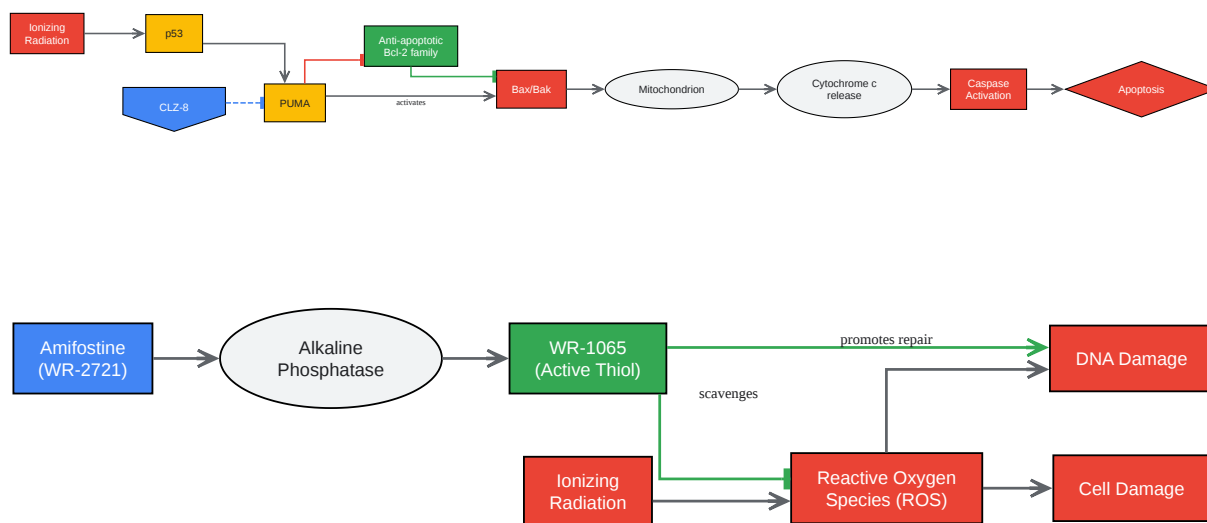 Ionizing
Radiation
p53
Anti-apoptotic
Bcl-2 family
CLZ-8
PUMA
activates
Bax/Bak
Mitochondrion
Cytochrome c
release
Caspase
Activation
Apoptosis
Amifostine
(WR-2721)
Alkaline
Phosphatase
WR-1065
(Active Thiol)
promotes repair
DNA Damage
scavenges
Ionizing
Radiation
Reactive Oxygen
Species (ROS)
Cell Damage